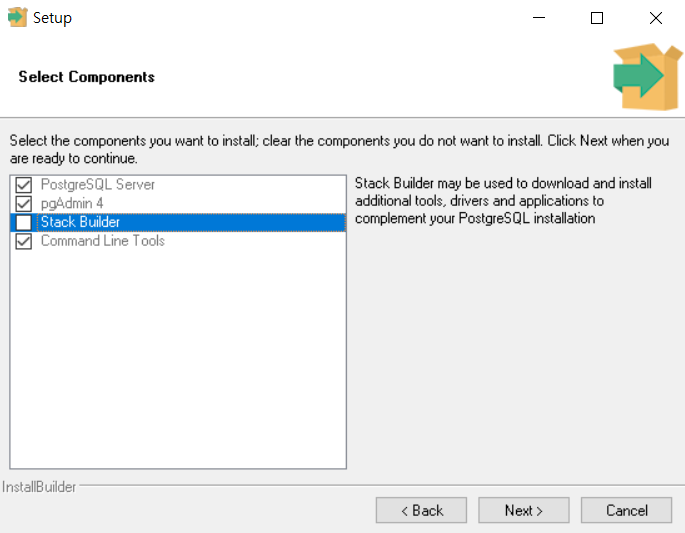 Setup
Select Components
Select the components you want to install; clear the components you do not want to install. Click Next when you
are ready to continue.
PostgreSQL Server
pgAdmin 4
Stack Builder
Command Line Tools
Stack Builder may be used to download and install
additional tools, drivers and applications to
complement your PostgreSQL installation
InstallBuilder
< Back
Next >
Cancel